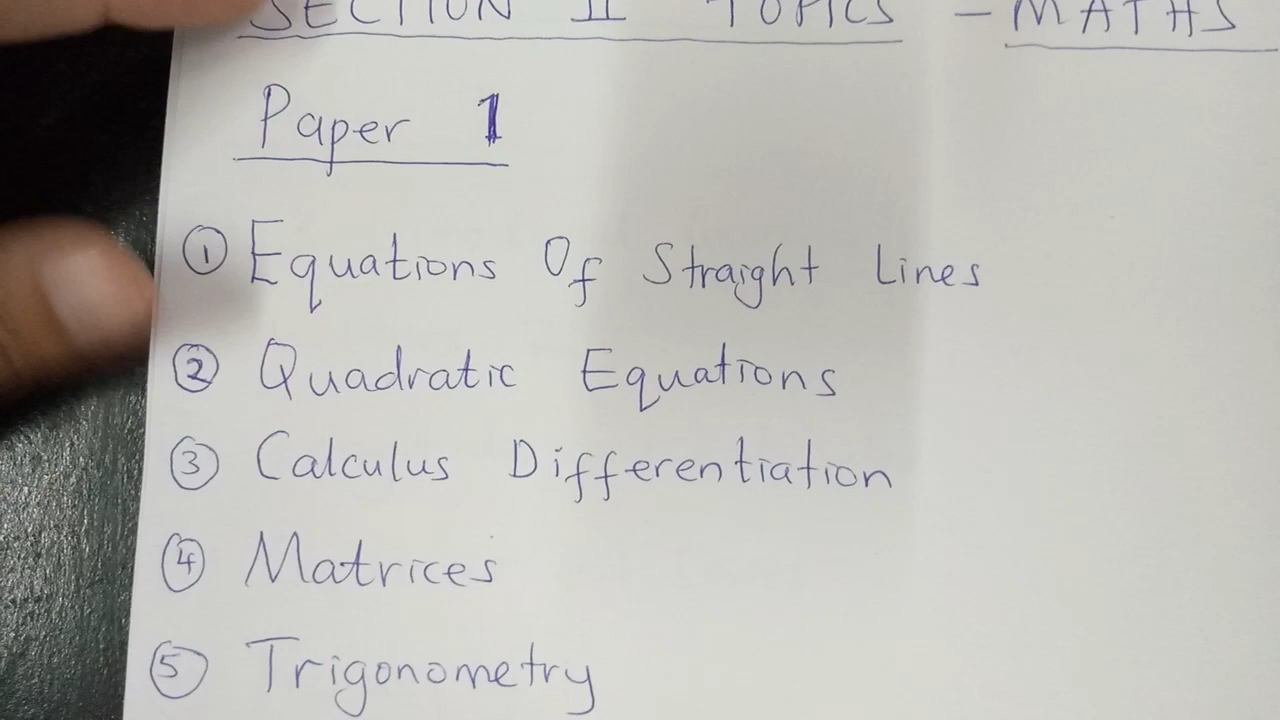 SECTION II TOPICS - MATHS
Paper 1
① Equations Of Straight Lines
② Quadratic Equations
③ Calculus Differentiation
④ Matrices
⑤ Trigonometry